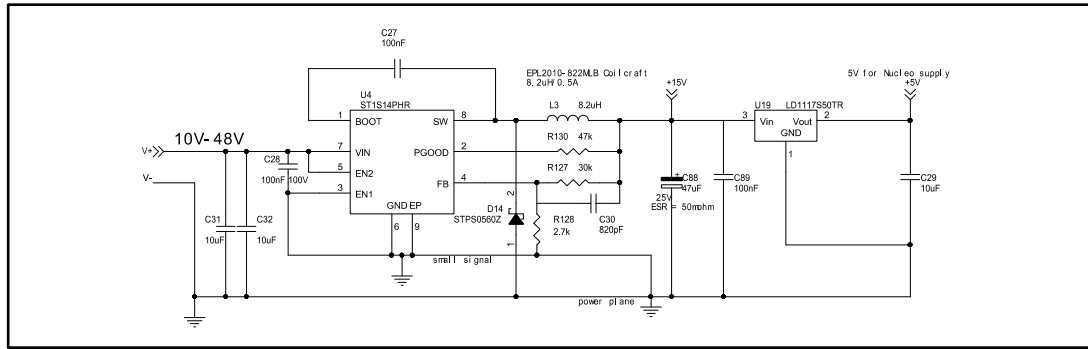 C27
100nF
EPL2010-822MLB Coilcraft
8.2uH/0.5A
+15V
5V for Nucleo supply
+5V
U4
ST1S14PHR
L3 8.2uH
U19 LD1117S50TR
1 BOOT SW 8
3 Vin Vout 2
GND
1
10V-48V
V+
7 VIN PGOOD 2
R130 47k
5 EN2
3 EN1
FB 4
R127 30k
C28
100nF 100V
V-
GND EP
6 9
C31
10uF
C32
10uF
2
D14
STPS0560Z
1
R128
2.7k
C30
820pF
+
C88
47uF
25V
ESR = 50mohm
C89
100nF
C29
10uF
small signal
power plane